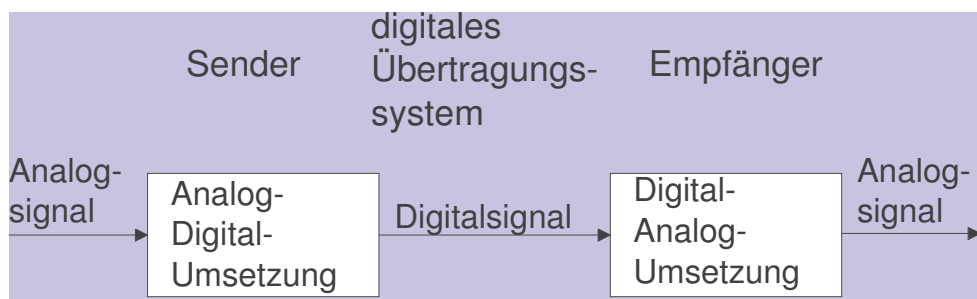 Sender
digitales
Übertragungs-
system
Empfänger
Analog-
signal
Analog-
Digital-
Umsetzung
Digitalsignal
Digital-
Analog-
Umsetzung
Analog-
signal